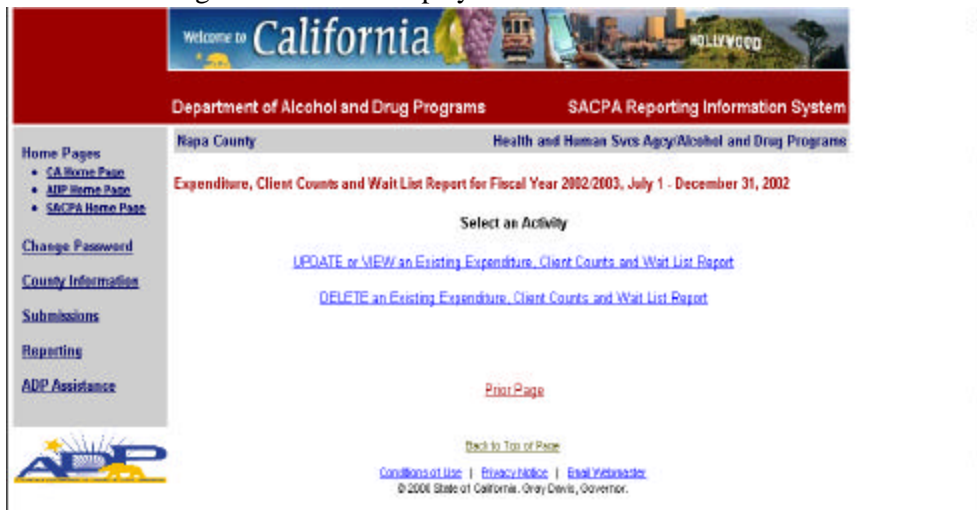 Welcome to California
HOLLYWOOD
Department of Alcohol and Drug Programs SACPA Reporting Information System
Napa County Health and Human Svcs Agcy/Alcohol and Drug Programs
Home Pages
• CA Home Page
• ADP Home Page
• SACPA Home Page
Change Password
County Information
Submissions
Reporting
ADP Assistance
Expenditure, Client Counts and Wait List Report for Fiscal Year 2002/2003, July 1 - December 31, 2002
Select an Activity
UPDATE or VIEW an Existing Expenditure, Client Counts and Wait List Report
DELETE an Existing Expenditure, Client Counts and Wait List Report
Prior Page
ADP
Back to Top of Page
Conditions of Use | Privacy Notice | Email Webmaster
© 2000 State of California. Gray Davis, Governor.